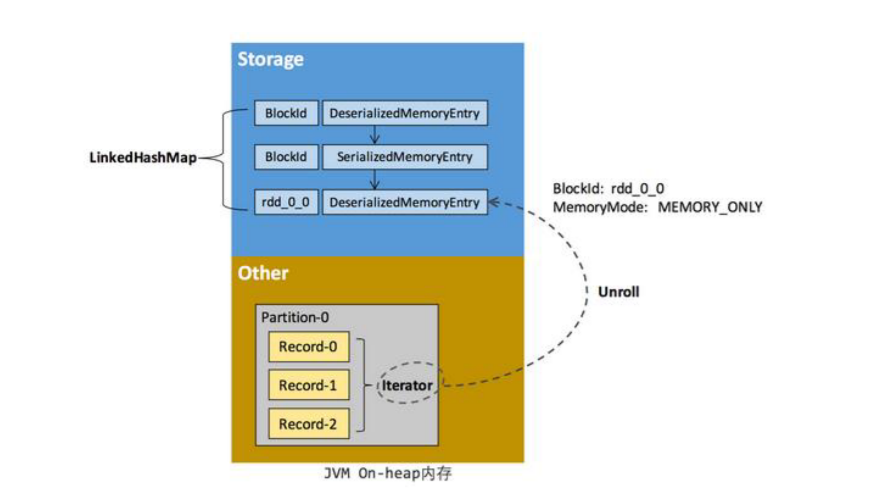 Storage
BlockId DeserializedMemoryEntry
LinkedHashMap
BlockId SerializedMemoryEntry
rdd_0_0 DeserializedMemoryEntry
BlockId: rdd_0_0
MemoryMode: MEMORY_ONLY
Other
Unroll
Partition-0
Record-0
Record-1
Iterator
Record-2
JVM On-heap内存